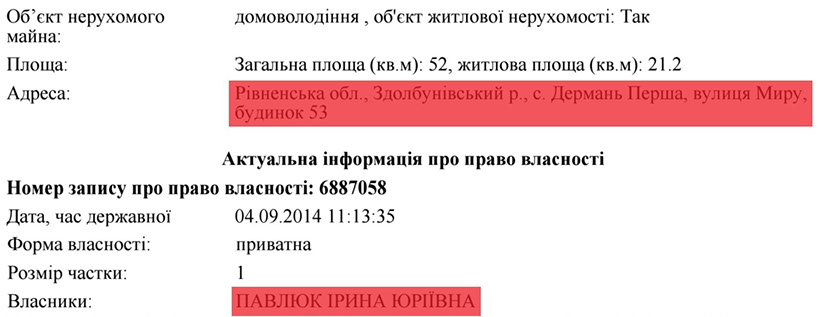 Об’єкт нерухомого домоволодіння , об'єкт житлової нерухомості: Так
майна:
Площа: Загальна площа (кв.м): 52, житлова площа (кв.м): 21.2
Адреса: Рівненська обл., Здолбунівський р., с. Дермань Перша, вулиця Миру,
будинок 53
Актуальна інформація про право власності
Номер запису про право власності: 6887058
Дата, час державної 04.09.2014 11:13:35
Форма власності: приватна
Розмір частки: 1
Власники: ПАВЛЮК ІРИНА ЮРІЇВНА